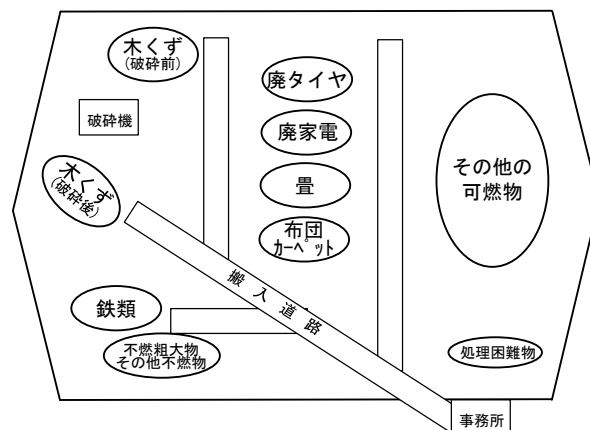 木くず
(破砕前)
破砕機
木くず
(破砕後)
廃タイヤ
廃家電
畳
布団
ｶｰﾍﾟｯﾄ
その他の
可燃物
搬入道路
鉄類
不燃粗大物
その他不燃物
処理困難物
事務所